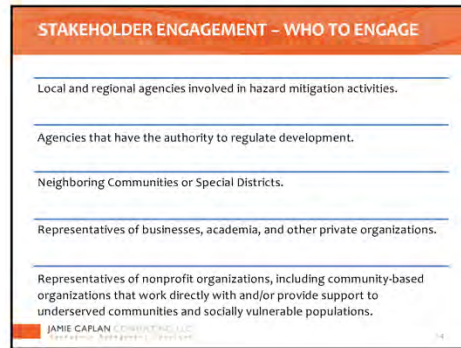 STAKEHOLDER ENGAGEMENT – WHO TO ENGAGE
Local and regional agencies involved in hazard mitigation activities.
Agencies that have the authority to regulate development.
Neighboring Communities or Special Districts.
Representatives of businesses, academia, and other private organizations.
Representatives of nonprofit organizations, including community-based
organizations that work directly with and/or provide support to
underserved communities and socially vulnerable populations.
JAMIE CAPLAN CONSULTING LLC